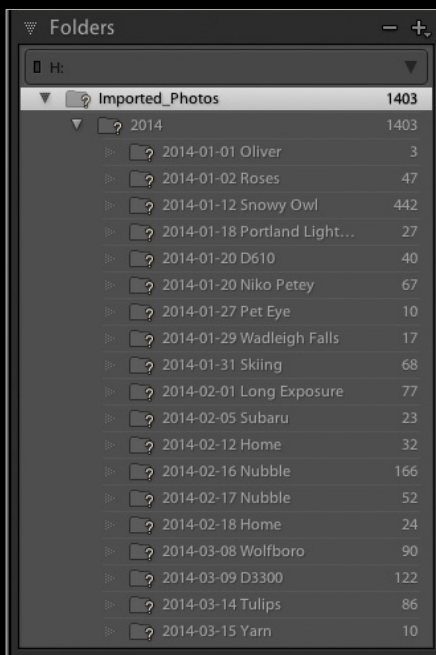 Folders
H:
Imported_Photos 1403
2014 1403
2014-01-01 Oliver 3
2014-01-02 Roses 47
2014-01-12 Snowy Owl 442
2014-01-18 Portland Light... 27
2014-01-20 D610 40
2014-01-20 Niko Petey 67
2014-01-27 Pet Eye 10
2014-01-29 Wadleigh Falls 17
2014-01-31 Skiing 68
2014-02-01 Long Exposure 77
2014-02-05 Subaru 23
2014-02-12 Home 32
2014-02-16 Nubble 166
2014-02-17 Nubble 52
2014-02-18 Home 24
2014-03-08 Wolfboro 90
2014-03-09 D3300 122
2014-03-14 Tulips 86
2014-03-15 Yarn 10